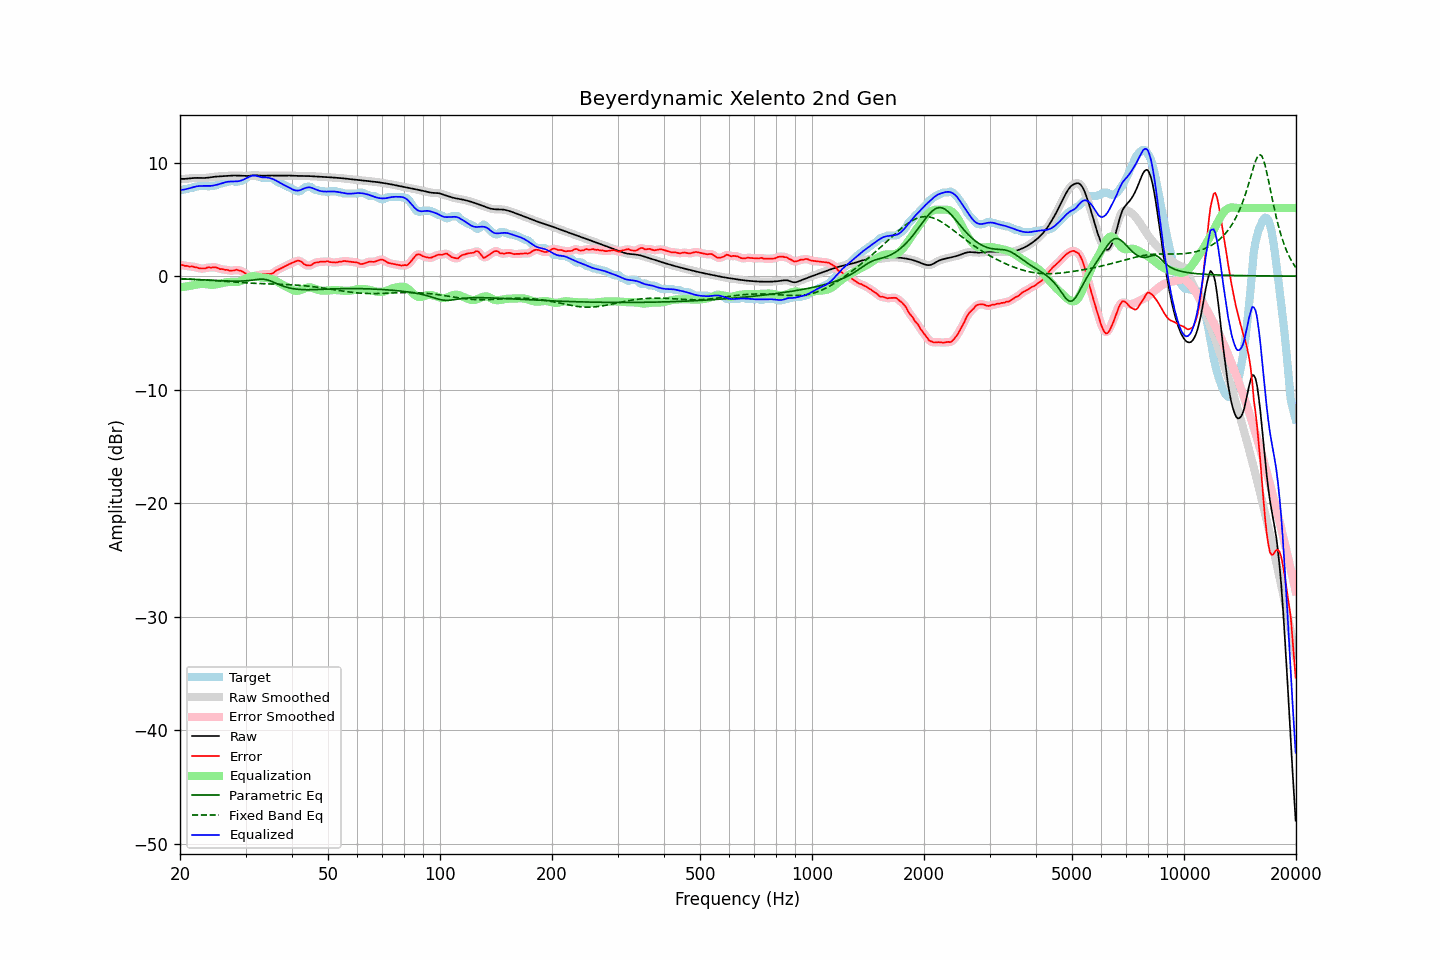 Beyerdynamic Xelento 2nd Gen
Amplitude (dBr)
10
0
−10
−20
−30
−40
−50
Target
Raw Smoothed
Error Smoothed
Raw
Error
Equalization
Parametric Eq
Fixed Band Eq
Equalized
20 50 100 200 500 1000 2000 5000 10000 20000
Frequency (Hz)